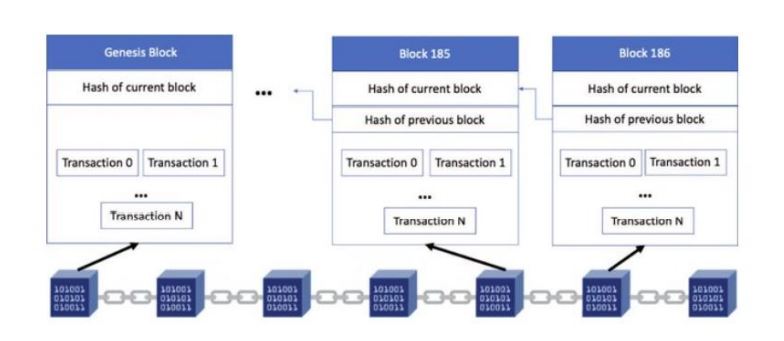 Genesis Block
Hash of current block
Transaction 0 Transaction 1
...
Transaction N
...
Block 185
Hash of current block
Hash of previous block
Transaction 0 Transaction 1
...
Transaction N
Block 186
Hash of current block
Hash of previous block
Transaction 0 Transaction 1
...
Transaction N
101001
010101
010011
101001
010101
010011
101001
010101
010011
101001
010101
010011
101001
010101
010011
101001
010101
010011
101001
010101
010011